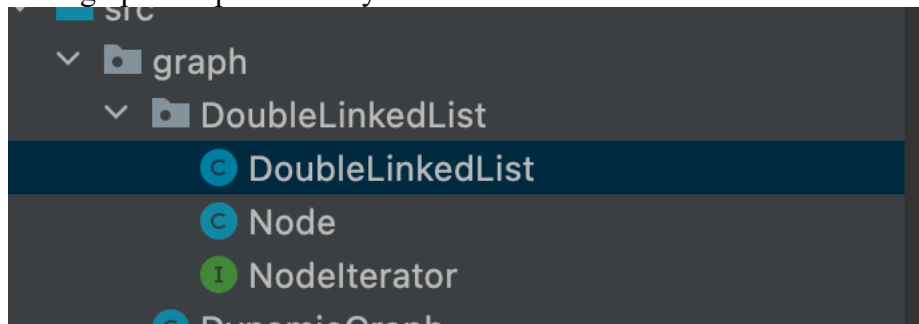 src
graph
DoubleLinkedList
C DoubleLinkedList
C Node
I NodeIterator